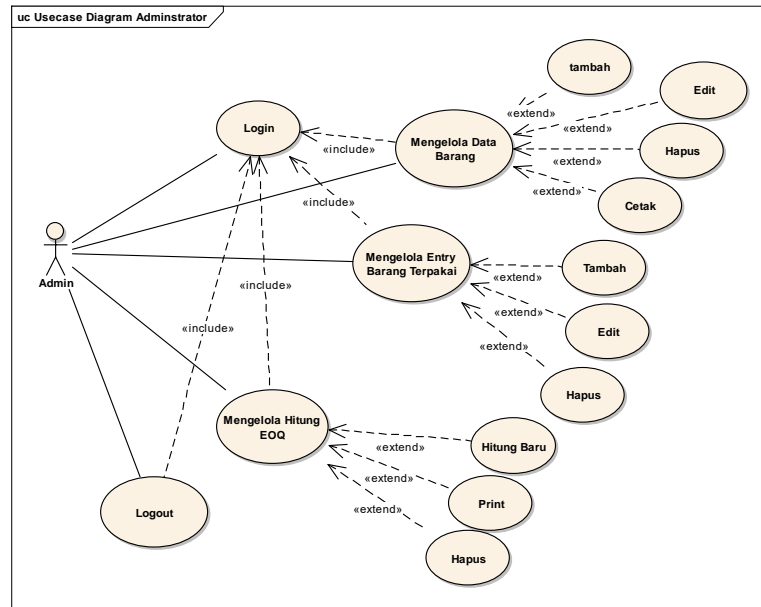 uc Usecase Diagram Adminstrator
tambah
«extend»
Edit
«extend»
Login
«include»
Mengelola Data
Barang
Hapus
«extend»
Cetak
«extend»
«include»
Mengelola Entry
Barang Terpakai
Tambah
«extend»
Admin
«include»
Edit
«extend»
«include»
Hapus
«extend»
Mengelola Hitung
EOQ
Hitung Baru
«extend»
Print
«extend»
Logout
Hapus
«extend»